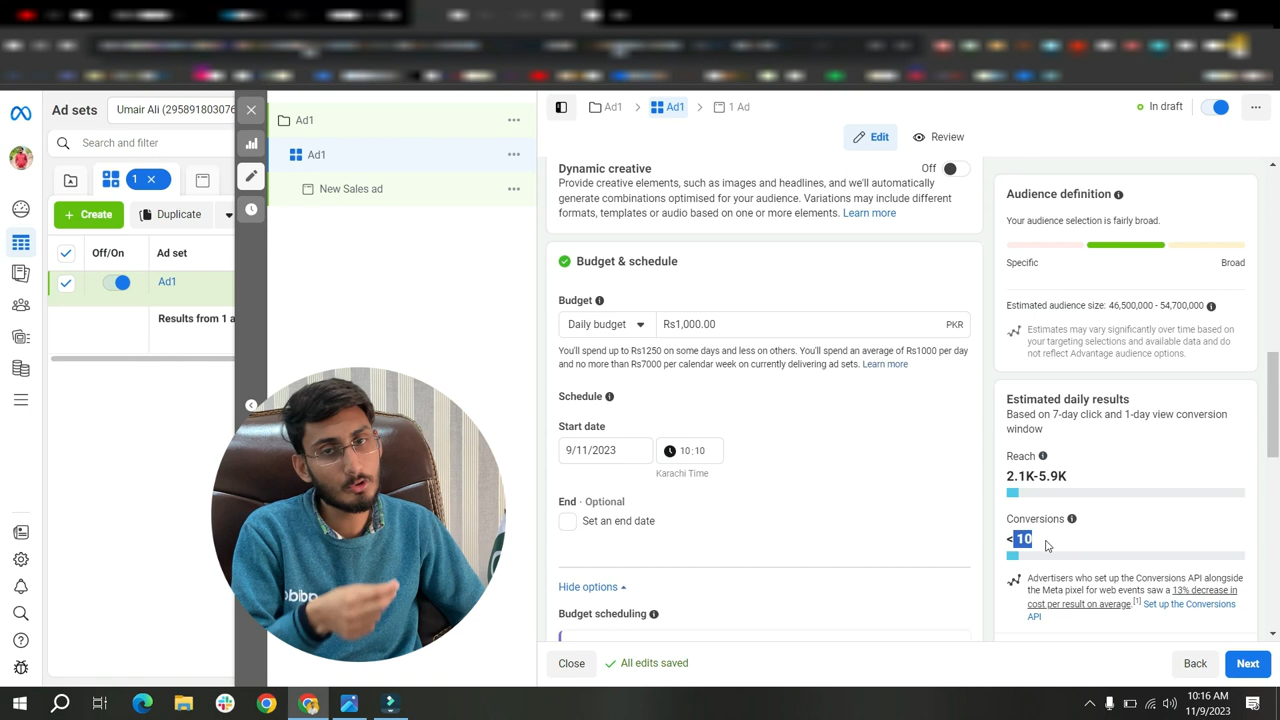 Ad sets
Umair Ali (295891803076
Search and filter
1
Create
Duplicate
Off/On
Ad set
Ad1
Results from 1 a
Ad1
Ad1
New Sales ad
Ad1
Ad1
1 Ad
In draft
Edit
Review
Dynamic creative
Off
Provide creative elements, such as images and headlines, and we'll automatically
generate combinations optimised for your audience. Variations may include different
formats, templates or audio based on one or more elements. Learn more
Budget & schedule
Budget
Daily budget
Rs1,000.00
PKR
You'll spend up to Rs1250 on some days and less on others. You'll spend an average of Rs1000 per day
and no more than Rs7000 per calendar week on currently delivering ad sets. Learn more
Schedule
Start date
9/11/2023
10:10
Karachi Time
End · Optional
Set an end date
Hide options
Budget scheduling
Close
All edits saved
Back
Next
Audience definition
Your audience selection is fairly broad.
Specific
Broad
Estimated audience size: 46,500,000 - 54,700,000
Estimates may vary significantly over time based on
your targeting selections and available data and do
not reflect Advantage audience options.
Estimated daily results
Based on 7-day click and 1-day view conversion
window
Reach
2.1K-5.9K
Conversions
<10
Advertisers who set up the Conversions API alongside
the Meta pixel for web events saw a 13% decrease in
cost per result on average.[1] Set up the Conversions
API
10:16 AM
11/9/2023